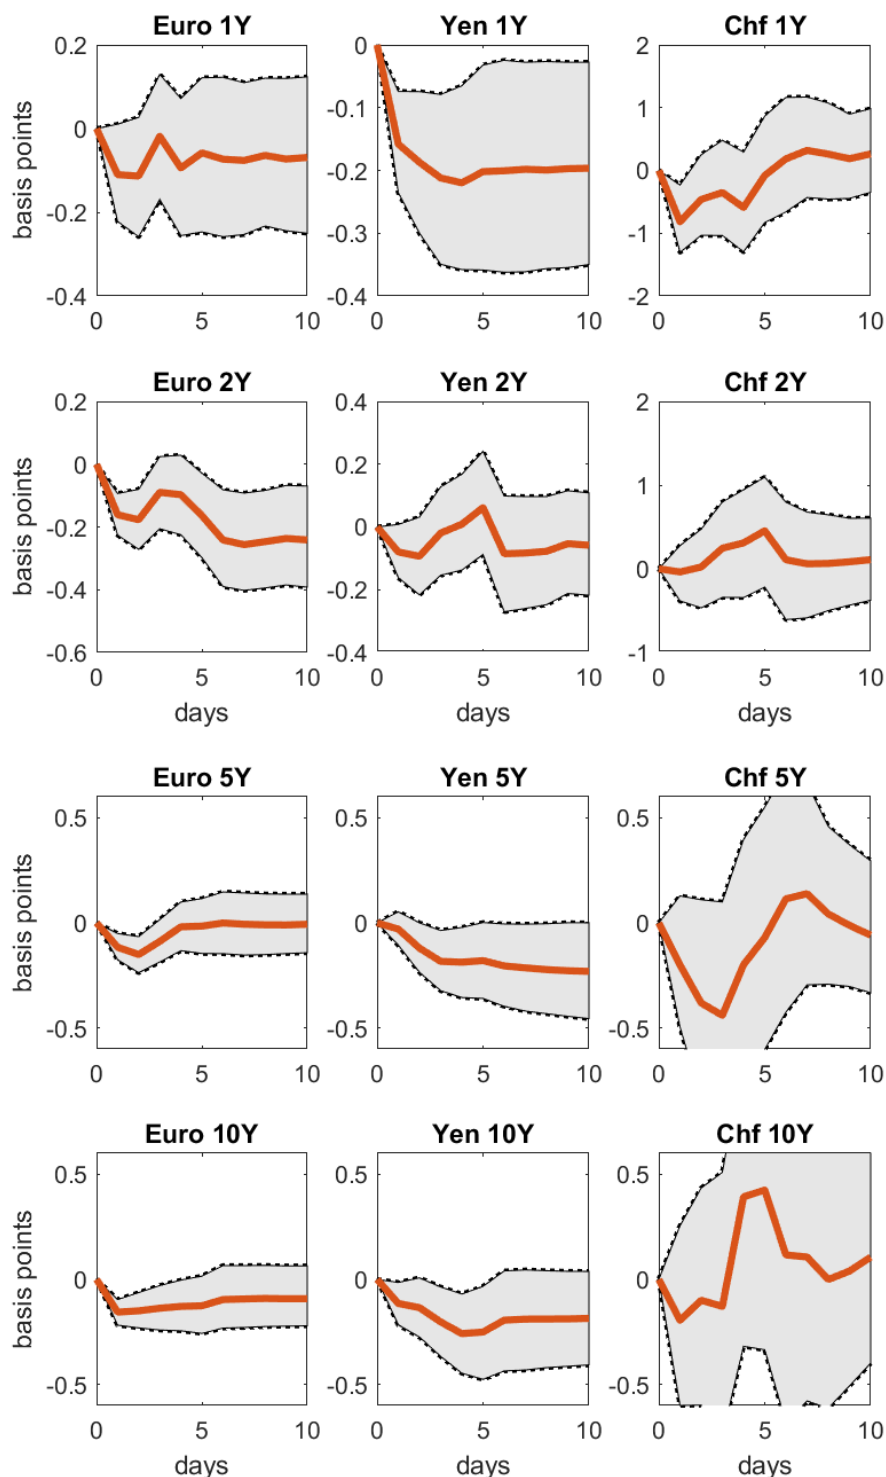 Euro 1Y Yen 1Y Chf 1Y
0.2 0 2
0 -0.1 1
basis points
-0.2 0
-0.2 -0.3 -1
-0.4 -0.4 -2
0 5 10 0 5 10 0 5 10
Euro 2Y Yen 2Y Chf 2Y
0.2 0.4 2
0 0.2 1
basis points
-0.2 0
-0.4 -0.2 0
-0.6 -0.4 -1
0 5 10 0 5 10 0 5 10
days days days
Euro 5Y Yen 5Y Chf 5Y
0.5 0.5 0.5
basis points
0 0 0
-0.5 -0.5 -0.5
0 5 10 0 5 10 0 5 10
Euro 10Y Yen 10Y Chf 10Y
0.5 0.5 0.5
basis points
0 0 0
-0.5 -0.5 -0.5
0 5 10 0 5 10 0 5 10
days days days